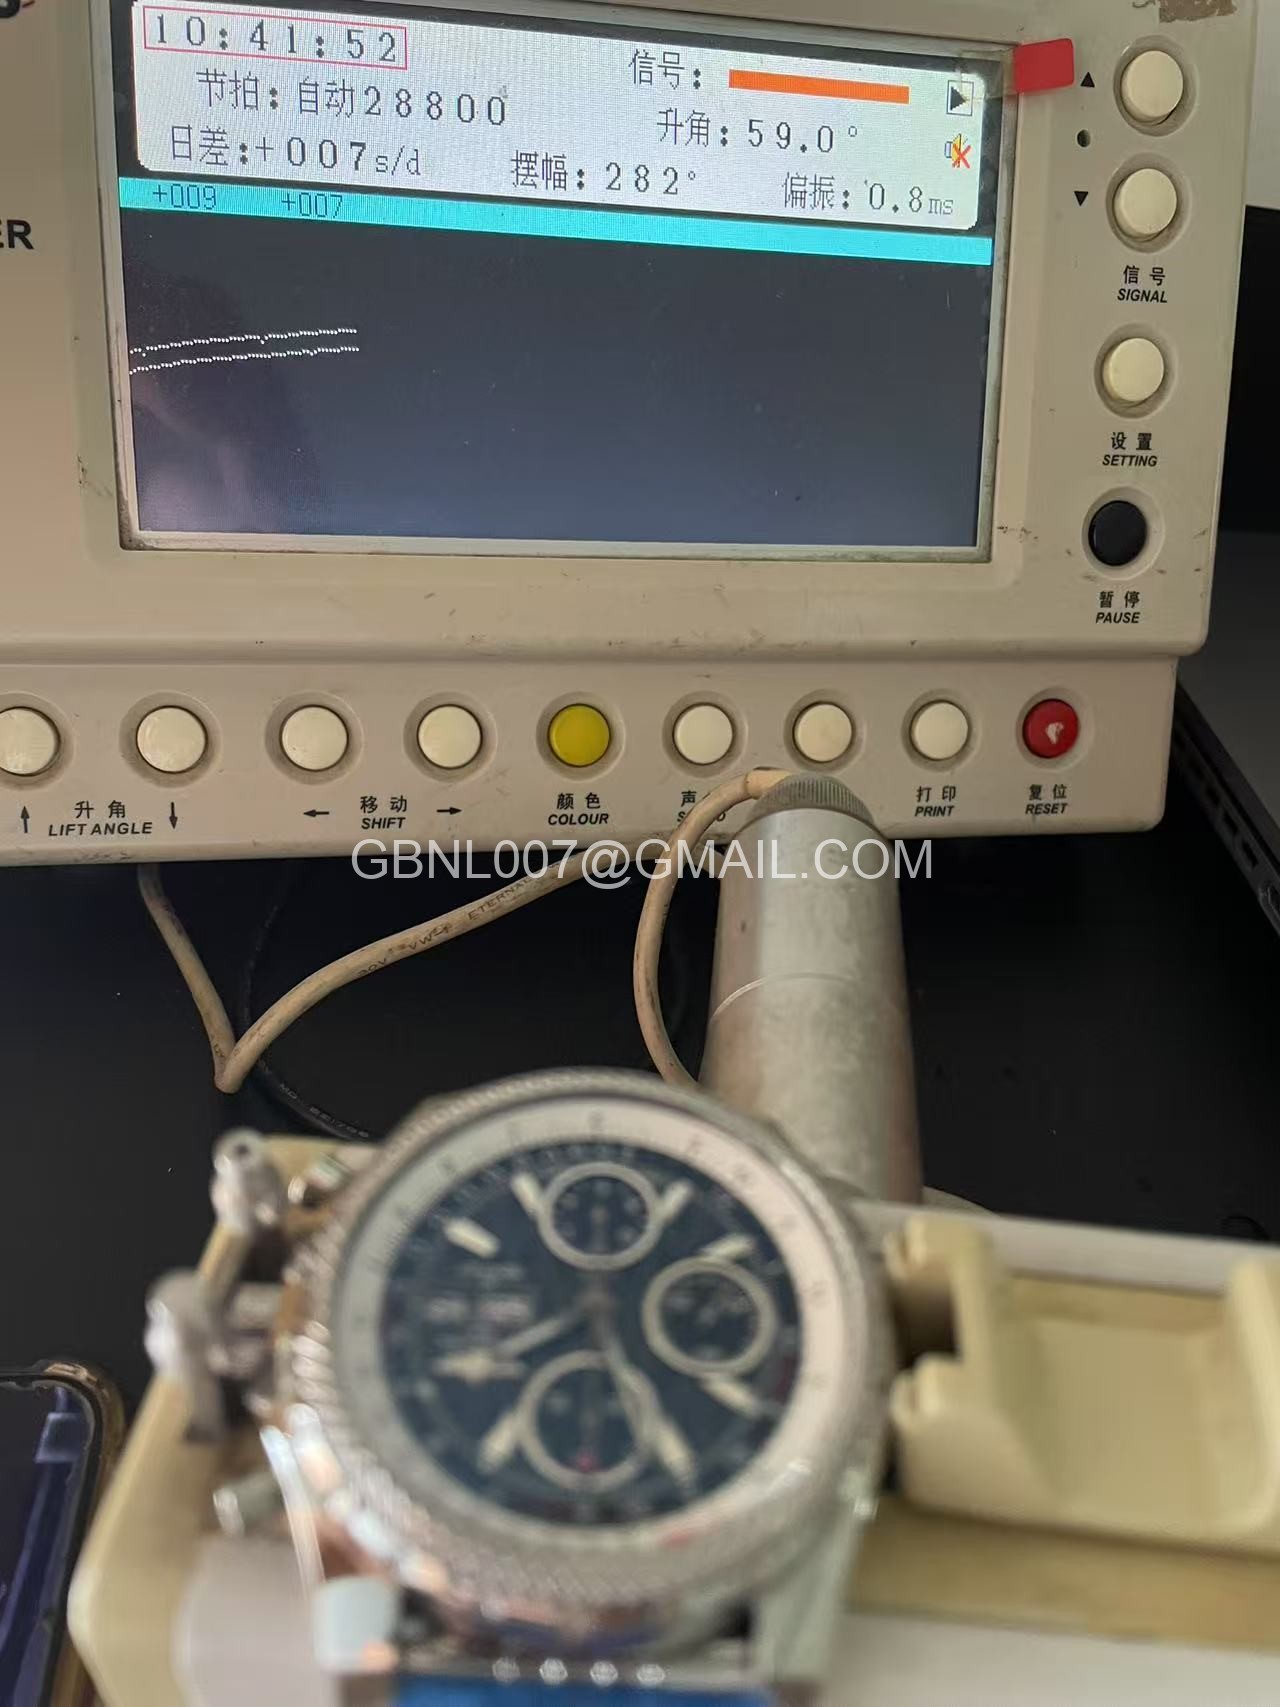 10:41:52
信号:
节拍: 自动28800
升角: 59.0°
日差:+007s/d
摆幅: 282°
偏振: 0.8ms
+009 +007
ER
信号
SIGNAL
设置
SETTING
暂停
PAUSE
升角
LIFT ANGLE
移动
SHIFT
颜色
COLOUR
声
打印
PRINT
复位
RESET
GBNL007@GMAIL.COM
ETERNAL